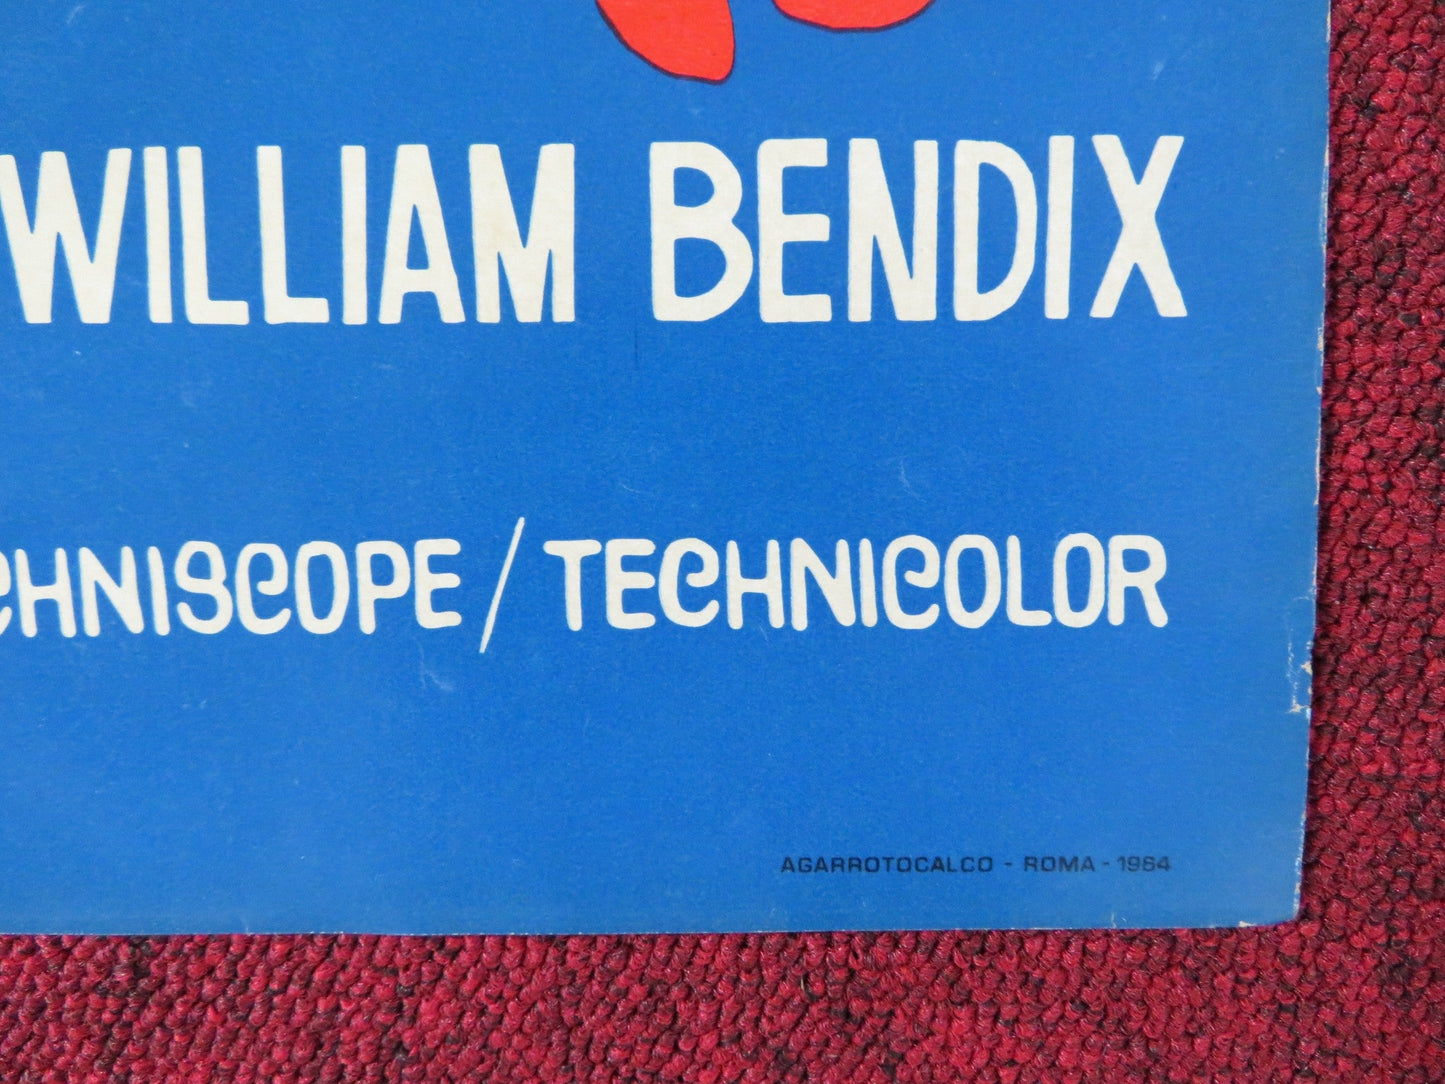 WILLIAM BENDIX
CHNISCOPE/TECHNICOLOR
AGARROTOCALCO - ROMA - 1964